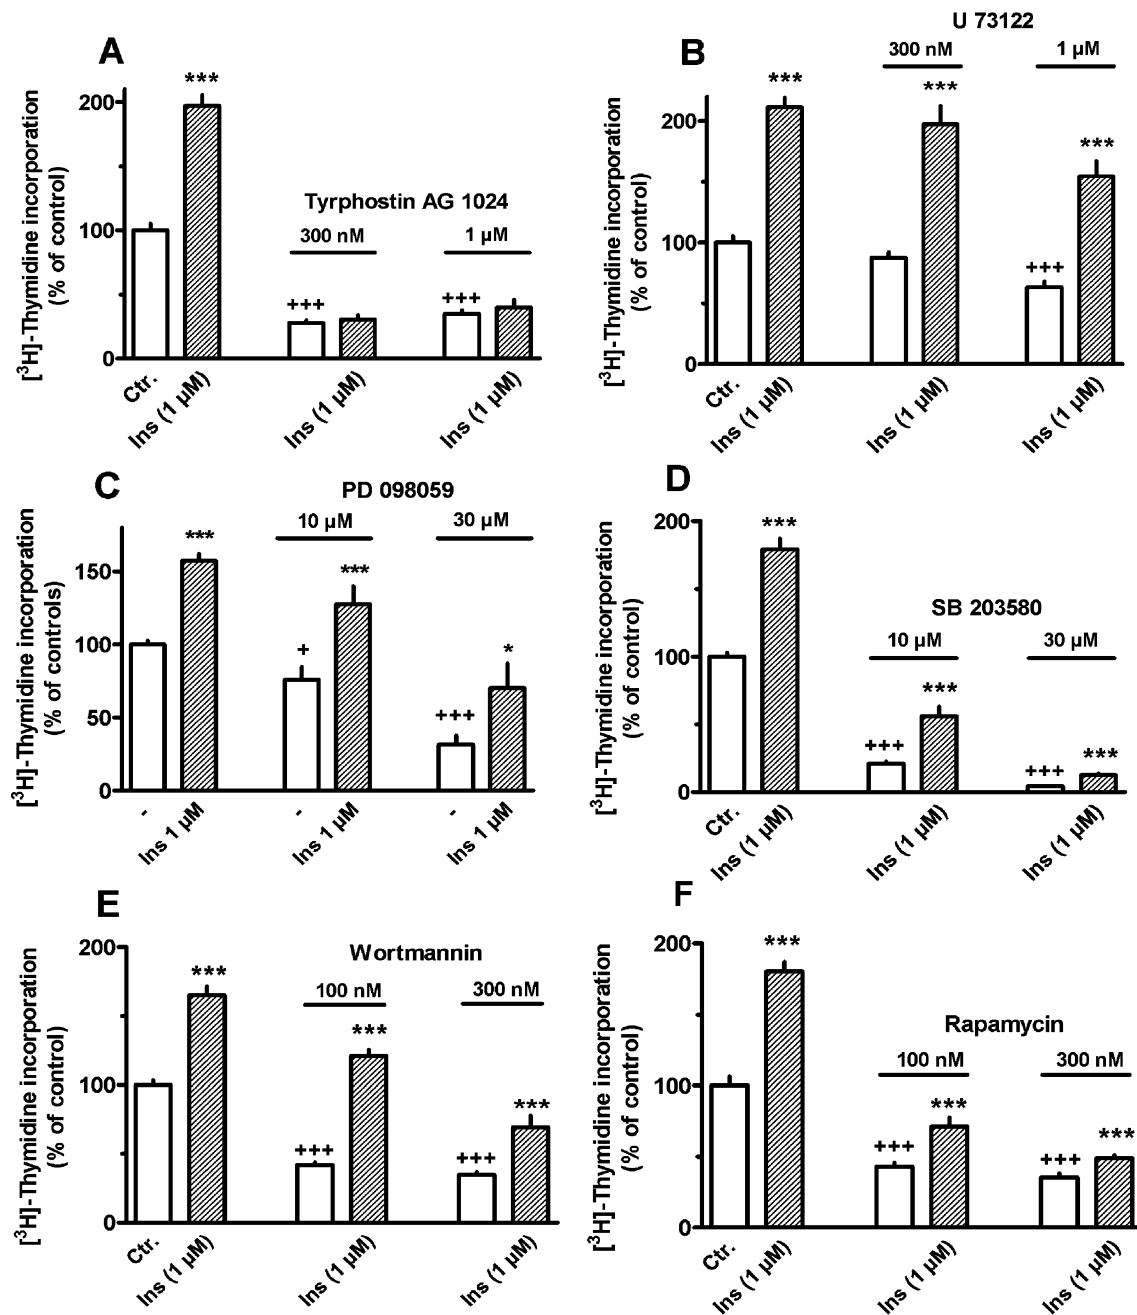 A
[³H]-Thymidine incorporation
(% of control)
200
100
0
***
Tyrphostin AG 1024
300 nM
1 µM
+++
+++
Ctr.
Ins (1 µM)
Ins (1 µM)
Ins (1 µM)
B
U 73122
300 nM
1 µM
[³H]-Thymidine incorporation
(% of control)
200
100
0
***
***
***
+++
Ctr.
Ins (1 µM)
Ins (1 µM)
Ins (1 µM)
C
PD 098059
10 µM
30 µM
[³H]-Thymidine incorporation
(% of controls)
150
100
50
0
***
***
+
*
+++
-
Ins 1 µM
-
Ins 1 µM
-
Ins 1 µM
D
[³H]-Thymidine incorporation
(% of control)
200
100
0
***
SB 203580
10 µM
30 µM
***
+++
***
+++
Ctr.
Ins (1 µM)
Ins (1 µM)
Ins (1 µM)
E
[³H]-Thymidine incorporation
(% of control)
200
100
0
Wortmannin
***
100 nM
300 nM
***
***
+++
+++
Ctr.
Ins (1 µM)
Ins (1 µM)
Ins (1 µM)
F
[³H]-Thymidine incorporation
(% of control)
200
100
0
***
Rapamycin
100 nM
300 nM
***
***
+++
+++
Ctr.
Ins (1 µM)
Ins (1 µM)
Ins (1 µM)